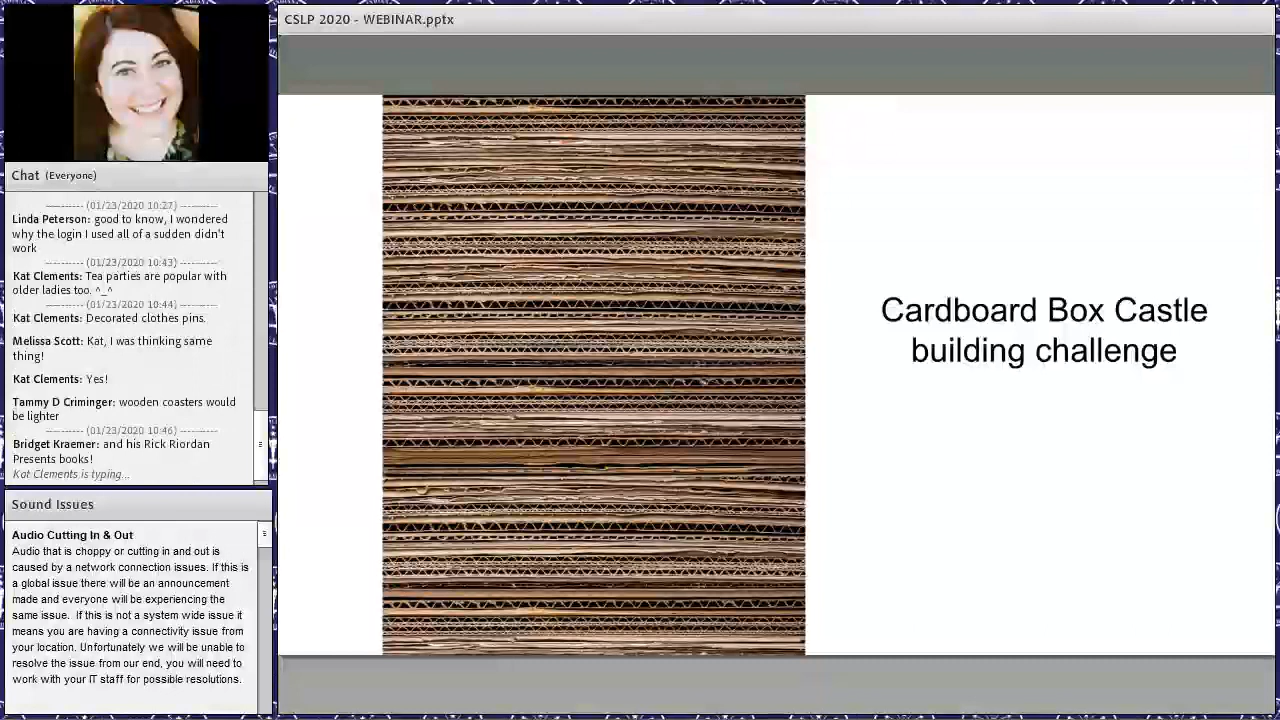 CSLP 2020 - WEBINAR.pptx
Chat (Everyone)
---------- (01/23/2020 10:27) ----------
Linda Peterson: good to know, I wondered
why the login I used all of a sudden didn't
work
---------- (01/23/2020 10:43) ----------
Kat Clements: Tea parties are popular with
older ladies too. ^_^
---------- (01/23/2020 10:44) ----------
Kat Clements: Decorated clothes pins.
Melissa Scott: Kat, I was thinking same
thing!
Kat Clements: Yes!
Tammy D Criminger: wooden coasters would
be lighter
---------- (01/23/2020 10:46) ----------
Bridget Kraemer: and his Rick Riordan
Presents books!
Kat Clements is typing...
Sound Issues
Audio Cutting In & Out
Audio that is choppy or cutting in and out is
caused by a network connection issues. If this is
a global issue there will be an announcement
made and everyone will be experiencing the
same issue.  If this is not a system wide issue it
means you are having a connectivity issue from
your location. Unfortunately we will be unable to
resolve the issue from our end, you will need to
work with your IT staff for possible resolutions.
Cardboard Box Castle
building challenge